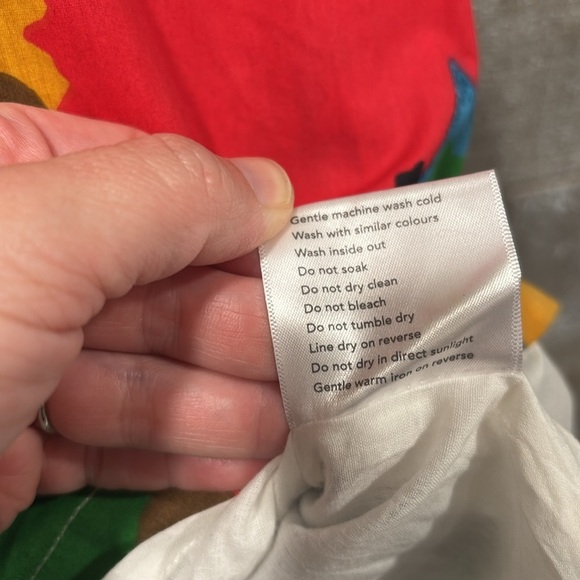 Gentle machine wash cold
Wash with similar colours
Wash inside out
Do not soak
Do not dry clean
Do not bleach
Do not tumble dry
Line dry on reverse
Do not dry in direct sunlight
Gentle warm iron on reverse